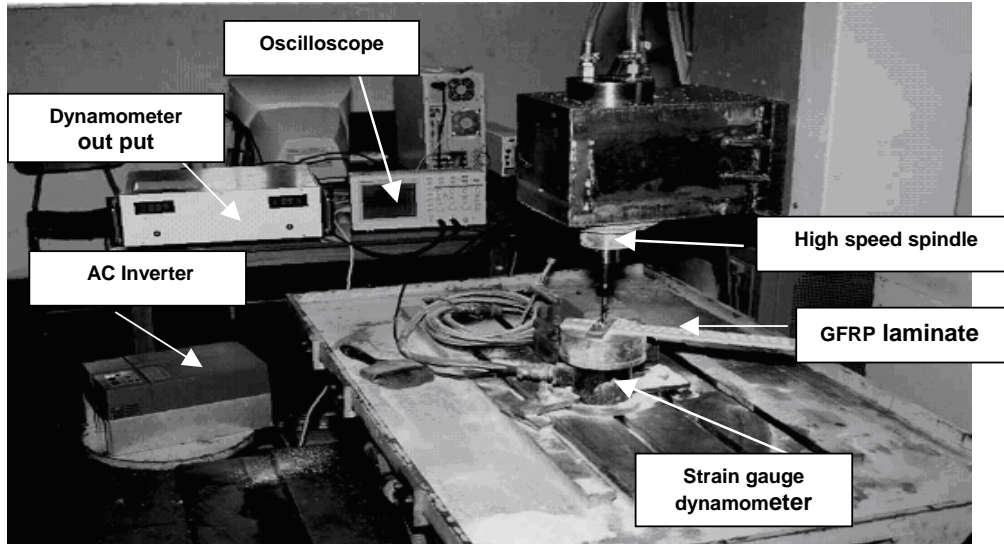 Oscilloscope
Dynamometer
out put
AC Inverter
High speed spindle
GFRP laminate
Strain gauge
dynamometer